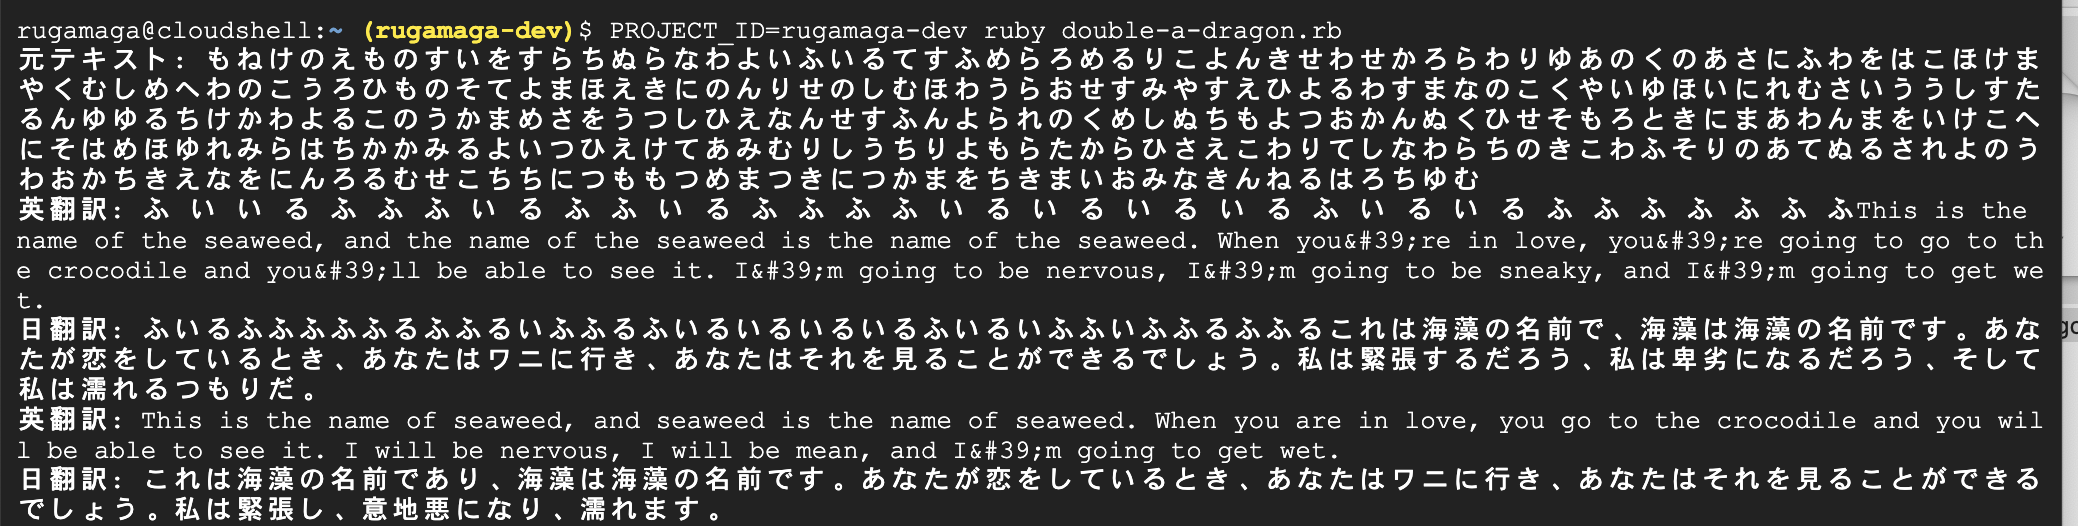 rugamaga@cloudshell:~ (rugamaga-dev)$ PROJECT_ID=rugamaga-dev ruby double-a-dragon.rb
元テキスト: もねけのえものすいをすらちぬらなわよいふいるてすふめらろめるりこよんきせわせかろらわりゆあのくのあさにふわをはこほけま
やくむしめへわのこうろひものそてよまほえきにのんりせのしむほわうらおせすみやすえひよるわすまなのこくやいゆほいにれむさいううしすた
るんゆゆるちけかわよるこのうかまめさをうつしひえなんせすふんよられのくめしぬちもよつおかんぬくひせそもろときにまあわんまをいけこへ
にそはめほゆれみらはちかかみるよいつひえけてあみむりしうちりよもらたからひさえこわりてしなわらちのきこわふそりのあてぬるされよのう
わおかちきえなをにんろるむせこちちにつももつめまつきにつかまをちきまいおみなきんねるはろちゆむ
英翻訳: ふ い い る ふ ふ ふ い る ふ ふ い る ふ ふ ふ ふ い る い る い る い る ふ い る い る ふ ふ ふ ふ ふ ふ ふThis is the
name of the seaweed, and the name of the seaweed is the name of the seaweed. When you&#39;re in love, you&#39;re going to go to th
e crocodile and you&#39;ll be able to see it. I&#39;m going to be nervous, I&#39;m going to be sneaky, and I&#39;m going to get we
t.
日翻訳: ふいるふふふふふるふふるいふふるふいるいるいるいるふいるいふふいふふるふふるこれは海藻の名前で、海藻は海藻の名前です。あな
たが恋をしているとき、あなたはワニに行き、あなたはそれを見ることができるでしょう。私は緊張するだろう、私は卑劣になるだろう、そして
私は濡れるつもりだ。
英翻訳: This is the name of seaweed, and seaweed is the name of seaweed. When you are in love, you go to the crocodile and you wil
l be able to see it. I will be nervous, I will be mean, and I&#39;m going to get wet.
日翻訳: これは海藻の名前であり、海藻は海藻の名前です。あなたが恋をしているとき、あなたはワニに行き、あなたはそれを見ることができる
でしょう。私は緊張し、意地悪になり、濡れます。